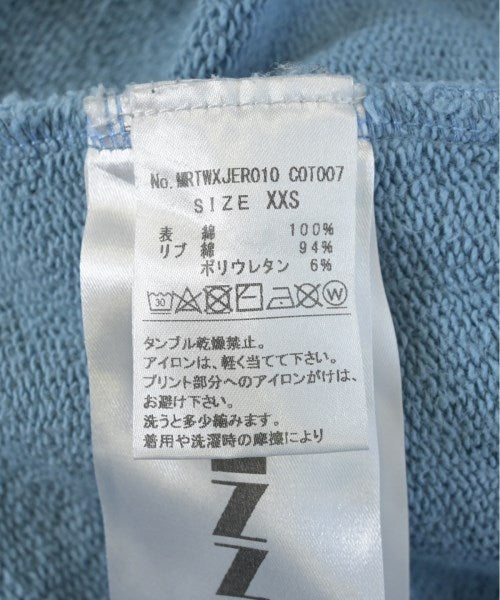 No. MRTWXJER010 COT007
SIZE XXS
表 綿 100%
リブ 綿 94%
ポリウレタン 6%
30 W
タンブル乾燥禁止。
アイロンは、軽く当てて下さい。
プリント部分へのアイロンがけは、
お避け下さい。
洗うと多少縮みます。
着用や洗濯時の摩擦により